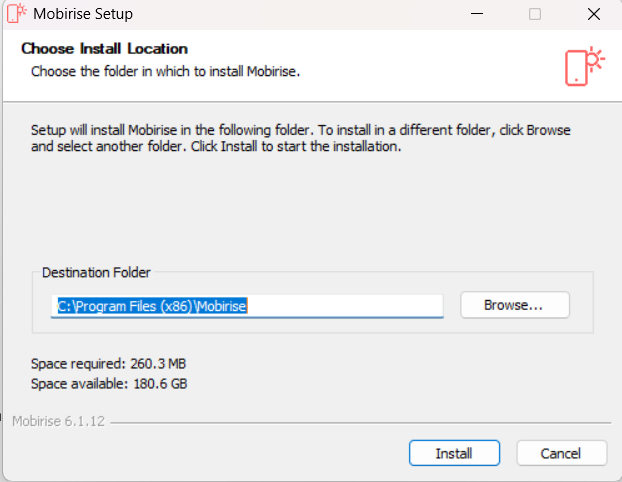 Mobirise Setup
Choose Install Location
Choose the folder in which to install Mobirise.
Setup will install Mobirise in the following folder. To install in a different folder, click Browse
and select another folder. Click Install to start the installation.
Destination Folder
C:\Program Files (x86)\Mobirise
Browse...
Space required: 260.3 MB
Space available: 180.6 GB
Mobirise 6.1.12
Install
Cancel